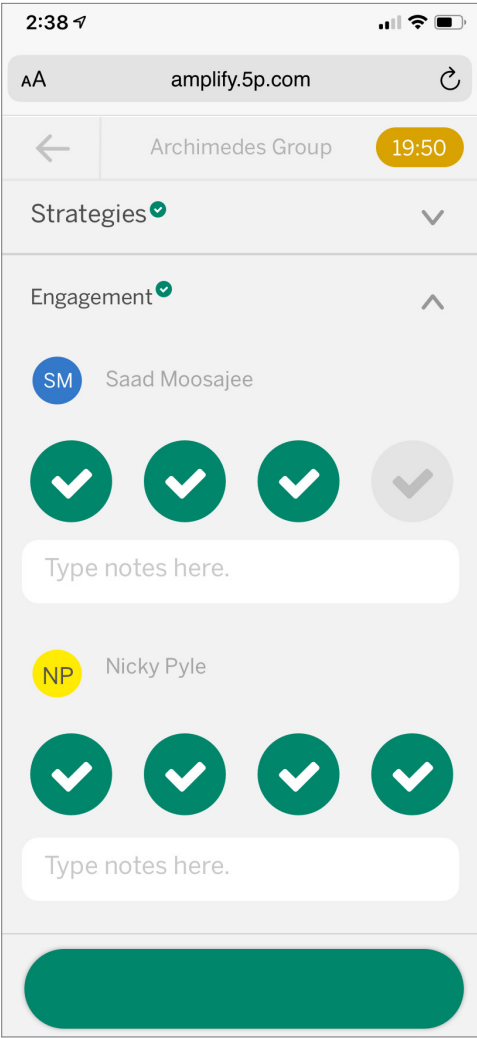 2:38
AA amplify.5p.com
Archimedes Group 19:50
Strategies
Engagement
SM Saad Moosajee
Type notes here.
NP Nicky Pyle
Type notes here.